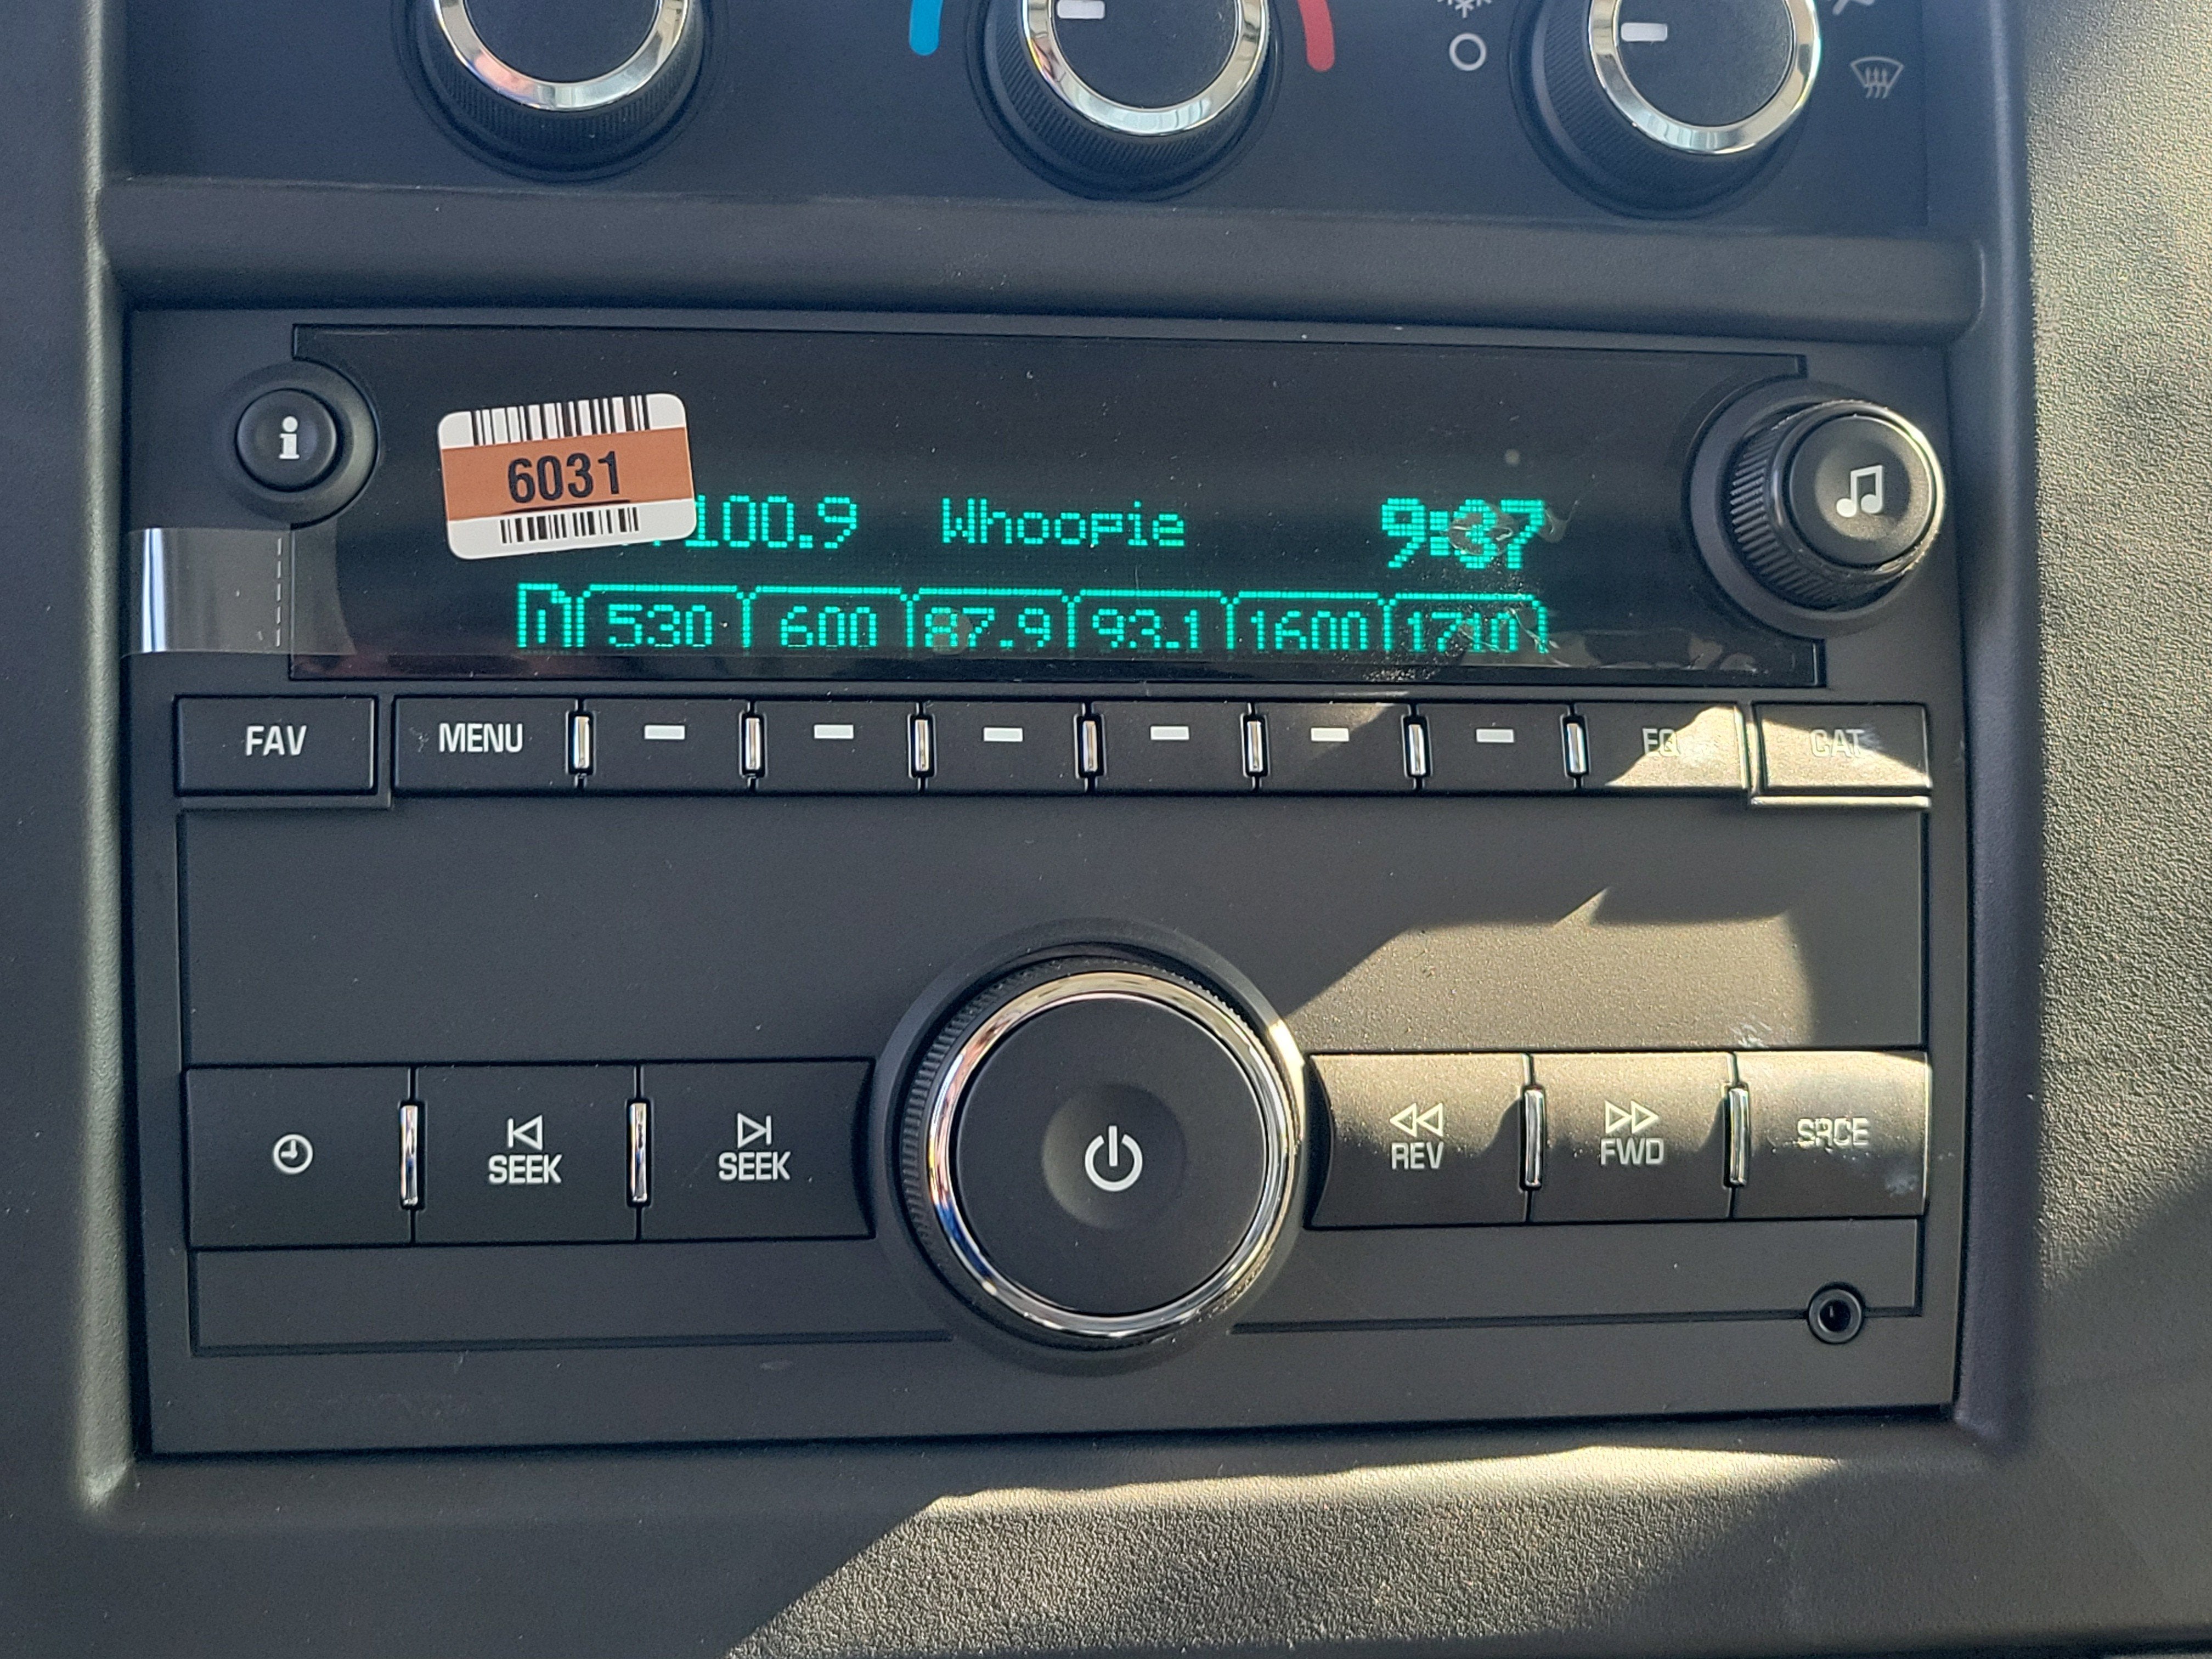 6031
100.9 Whoopie 9:37
530 600 87.9 93.1 1600 1710
FAV MENU EQ CAT
SEEK SEEK REV FWD SRCE